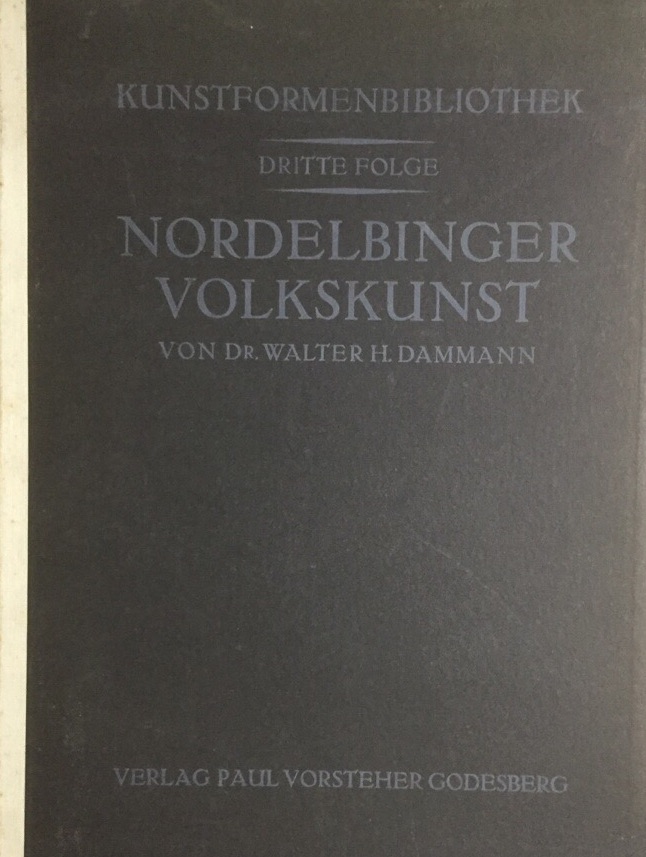 KUNSTFORMENBIBLIOTHEK
DRITTE FOLGE
NORDELBINGER
VOLKSKUNST
VON DR. WALTER H. DAMMANN
VERLAG PAUL VORSTEHER GODESBERG